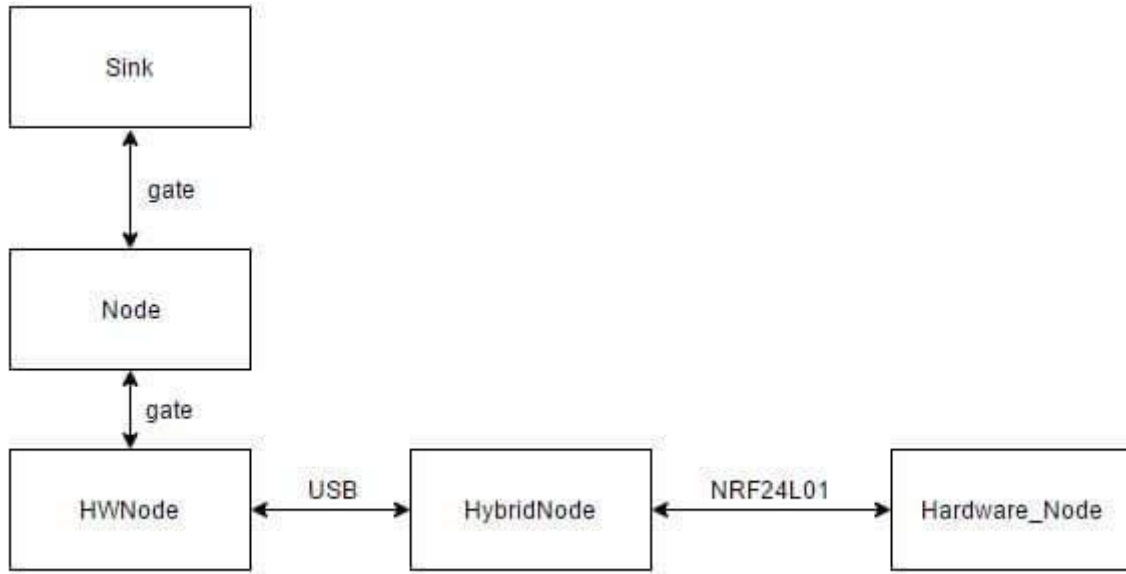 Sink
gate
Node
gate
HWNode
USB
HybridNode
NRF24L01
Hardware_Node